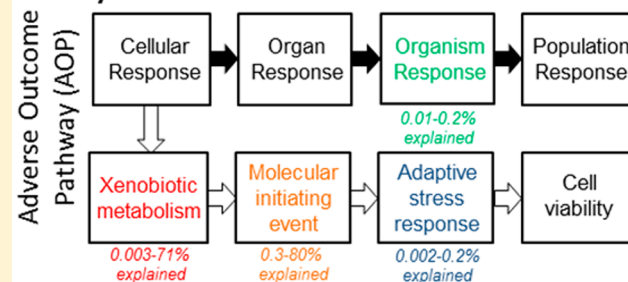 Adverse Outcome
Pathway (AOP)
Cellular
Response
Organ
Response
Organism
Response
Population
Response
0.01-0.2%
explained
Xenobiotic
metabolism
Molecular
initiating
event
Adaptive
stress
response
Cell
viability
0.003-71%
explained
0.3-80%
explained
0.002-0.2%
explained